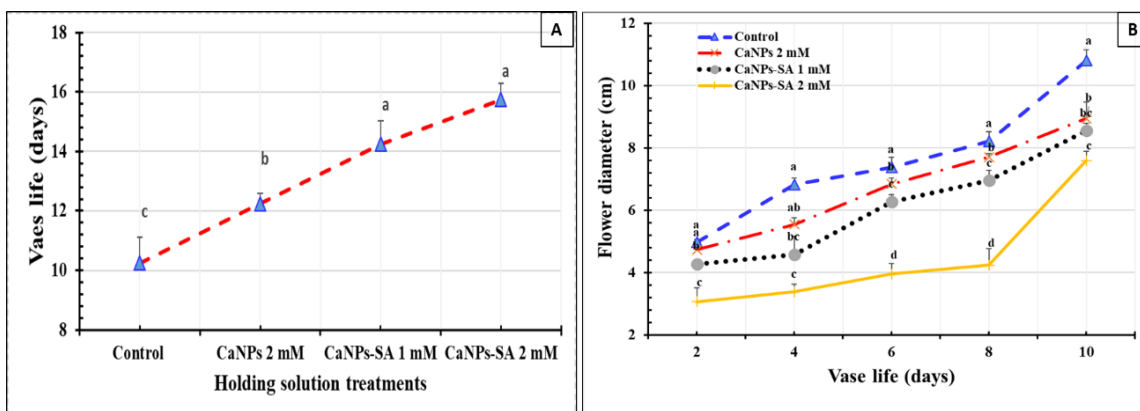 A
18
16
14
12
10
8
Vaes life (days)
c
b
a
a
Control
CaNPs 2 mM
CaNPs-SA 1 mM
CaNPs-SA 2 mM
Holding solution treatments
B
12
10
8
6
4
2
Flower diameter (cm)
Control
CaNPs 2 mM
CaNPs-SA 1 mM
CaNPs-SA 2 mM
a
a
b
c
a
ab
bc
c
a
b
c
d
a
b
c
d
a
b
bc
c
2
4
6
8
10
Vase life (days)